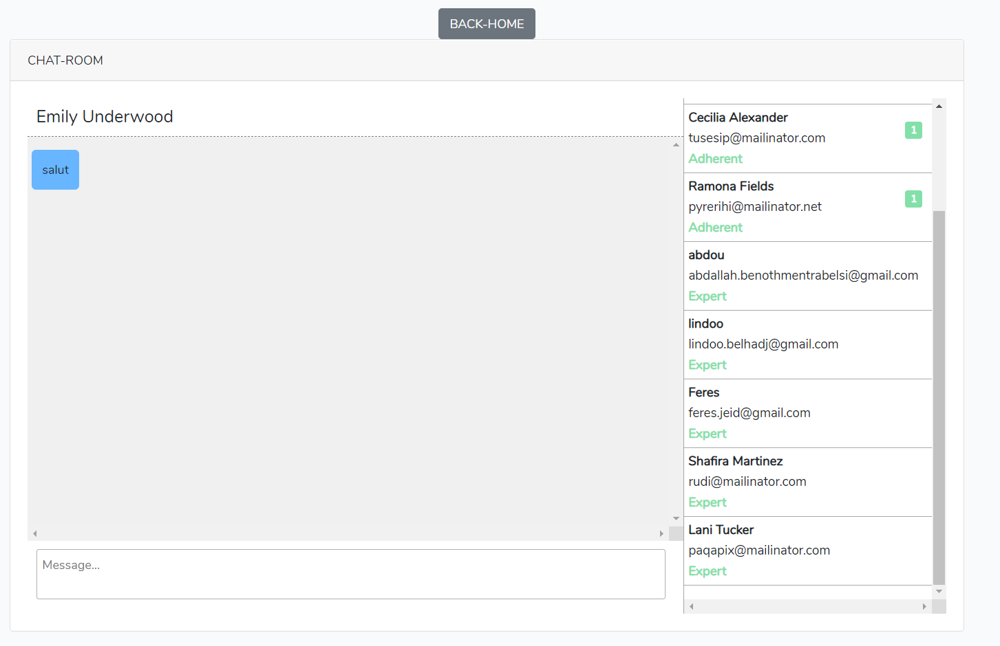 BACK-HOME
CHAT-ROOM
Emily Underwood
salut
Message...
Cecilia Alexander
1
tusesip@mailinator.com
Adherent
Ramona Fields
1
pyrerihi@mailinator.net
Adherent
abdou
abdallah.benothmentrabelsi@gmail.com
Expert
lindoo
lindoo.belhadj@gmail.com
Expert
Feres
feres.jeid@gmail.com
Expert
Shafira Martinez
rudi@mailinator.com
Expert
Lani Tucker
paqapix@mailinator.com
Expert